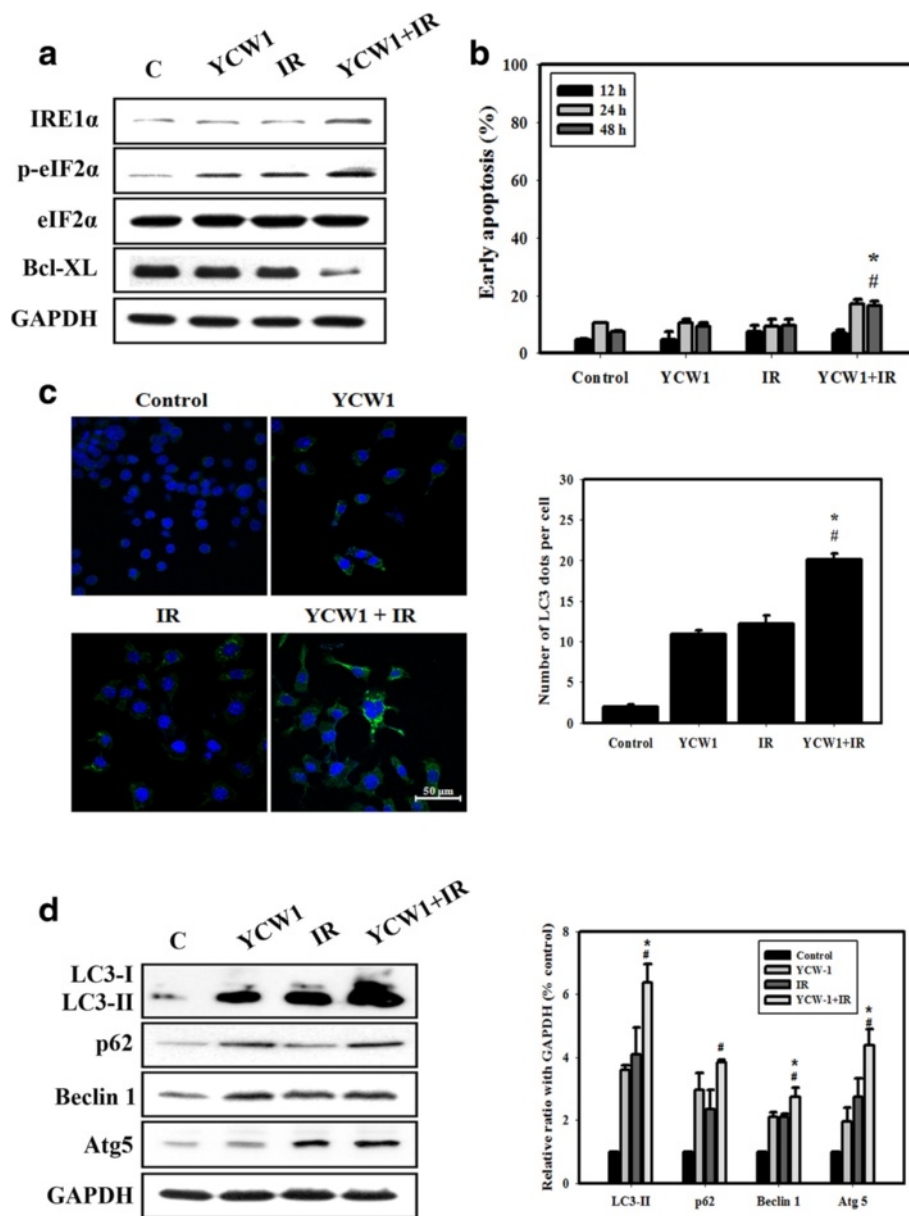 a
C YCW1 IR YCW1+IR
IRE1α
p-eIF2α
eIF2α
Bcl-XL
GAPDH
b
Early apoptosis (%)
100
80
60
40
20
0
12 h
24 h
48 h
*
#
Control YCW1 IR YCW1+IR
c
Control YCW1
IR YCW1 + IR
50 µm
Number of LC3 dots per cell
30
25
20
15
10
5
0
*
#
Control YCW1 IR YCW1+IR
d
C YCW1 IR YCW1+IR
LC3-I
LC3-II
p62
Beclin 1
Atg5
GAPDH
Relative ratio with GAPDH (% control)
8
6
4
2
0
Control
YCW-1
IR
YCW-1+IR
*
#
#
*
#
*
#
LC3-II p62 Beclin 1 Atg 5